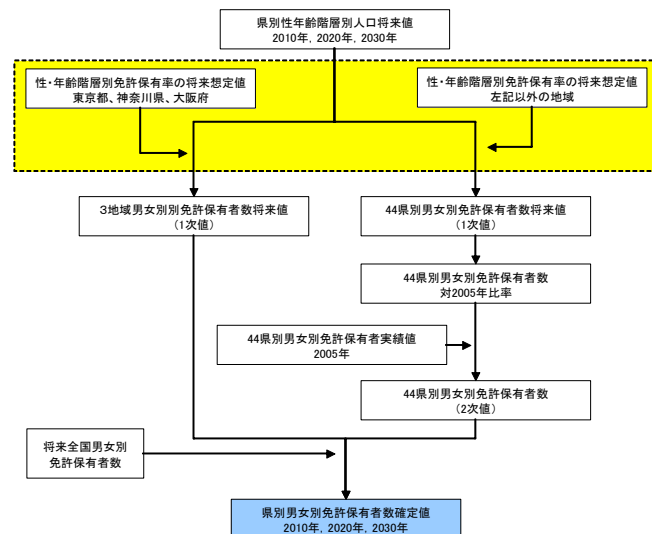 県別性年齢階層別人口将来値
2010年, 2020年, 2030年
性・年齢階層別免許保有率の将来想定値
東京都、神奈川県、大阪府
性・年齢階層別免許保有率の将来想定値
左記以外の地域
3地域男女別別免許保有者数将来値
(1次値)
44県別男女別免許保有者数将来値
(1次値)
44県別男女別免許保有者数
対2005年比率
44県別男女別免許保有者実績値
2005年
44県別男女別免許保有者数
(2次値)
将来全国男女別
免許保有者数
県別男女別免許保有者数確定値
2010年, 2020年, 2030年